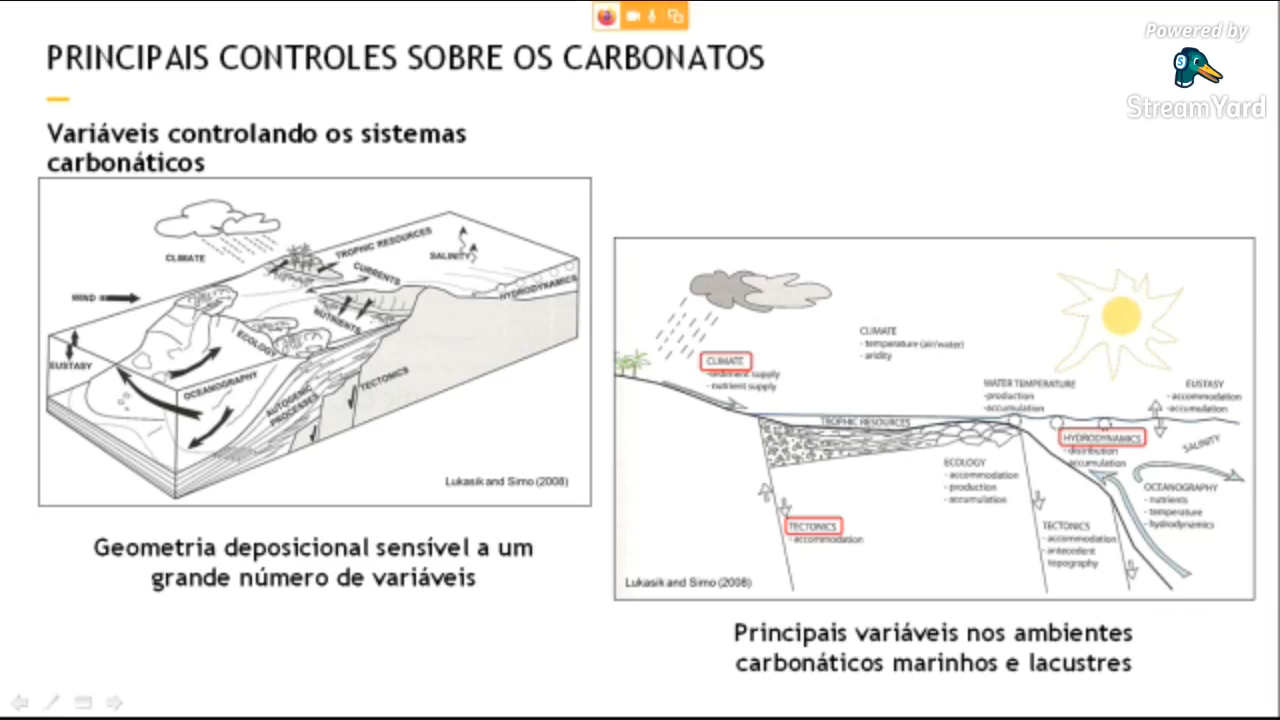 Powered by
StreamYard
PRINCIPAIS CONTROLES SOBRE OS CARBONATOS
Variáveis controlando os sistemas
carbonáticos
CLIMATE
TROPHIC RESOURCES
SALINITY
WIND
CURRENTS
HYDRODYNAMICS
NUTRIENTS
ECOLOGY
EUSTASY
OCEANOGRAPHY
TECTONICS
AUTOGENIC
PROCESSES
Lukasik and Simo (2008)
Geometria deposicional sensível a um
grande número de variáveis
CLIMATE
- temperature (air/water)
- aridity
CLIMATE
- sediment supply
- nutrient supply
WATER TEMPERATURE
-production
-accumulation
EUSTASY
- accommodation
-accumulation
TROPHIC RESOURCES
HYDRODYNAMICS
- distribution
- accumulation
SALINITY
ECOLOGY
- accommodation
- production
- accumulation
OCEANOGRAPHY
- nutrients
- temperature
- hydrodynamics
TECTONICS
- accommodation
TECTONICS
- accommodation
- antecedent
topography
Lukasik and Simo (2008)
Principais variáveis nos ambientes
carbonáticos marinhos e lacustres